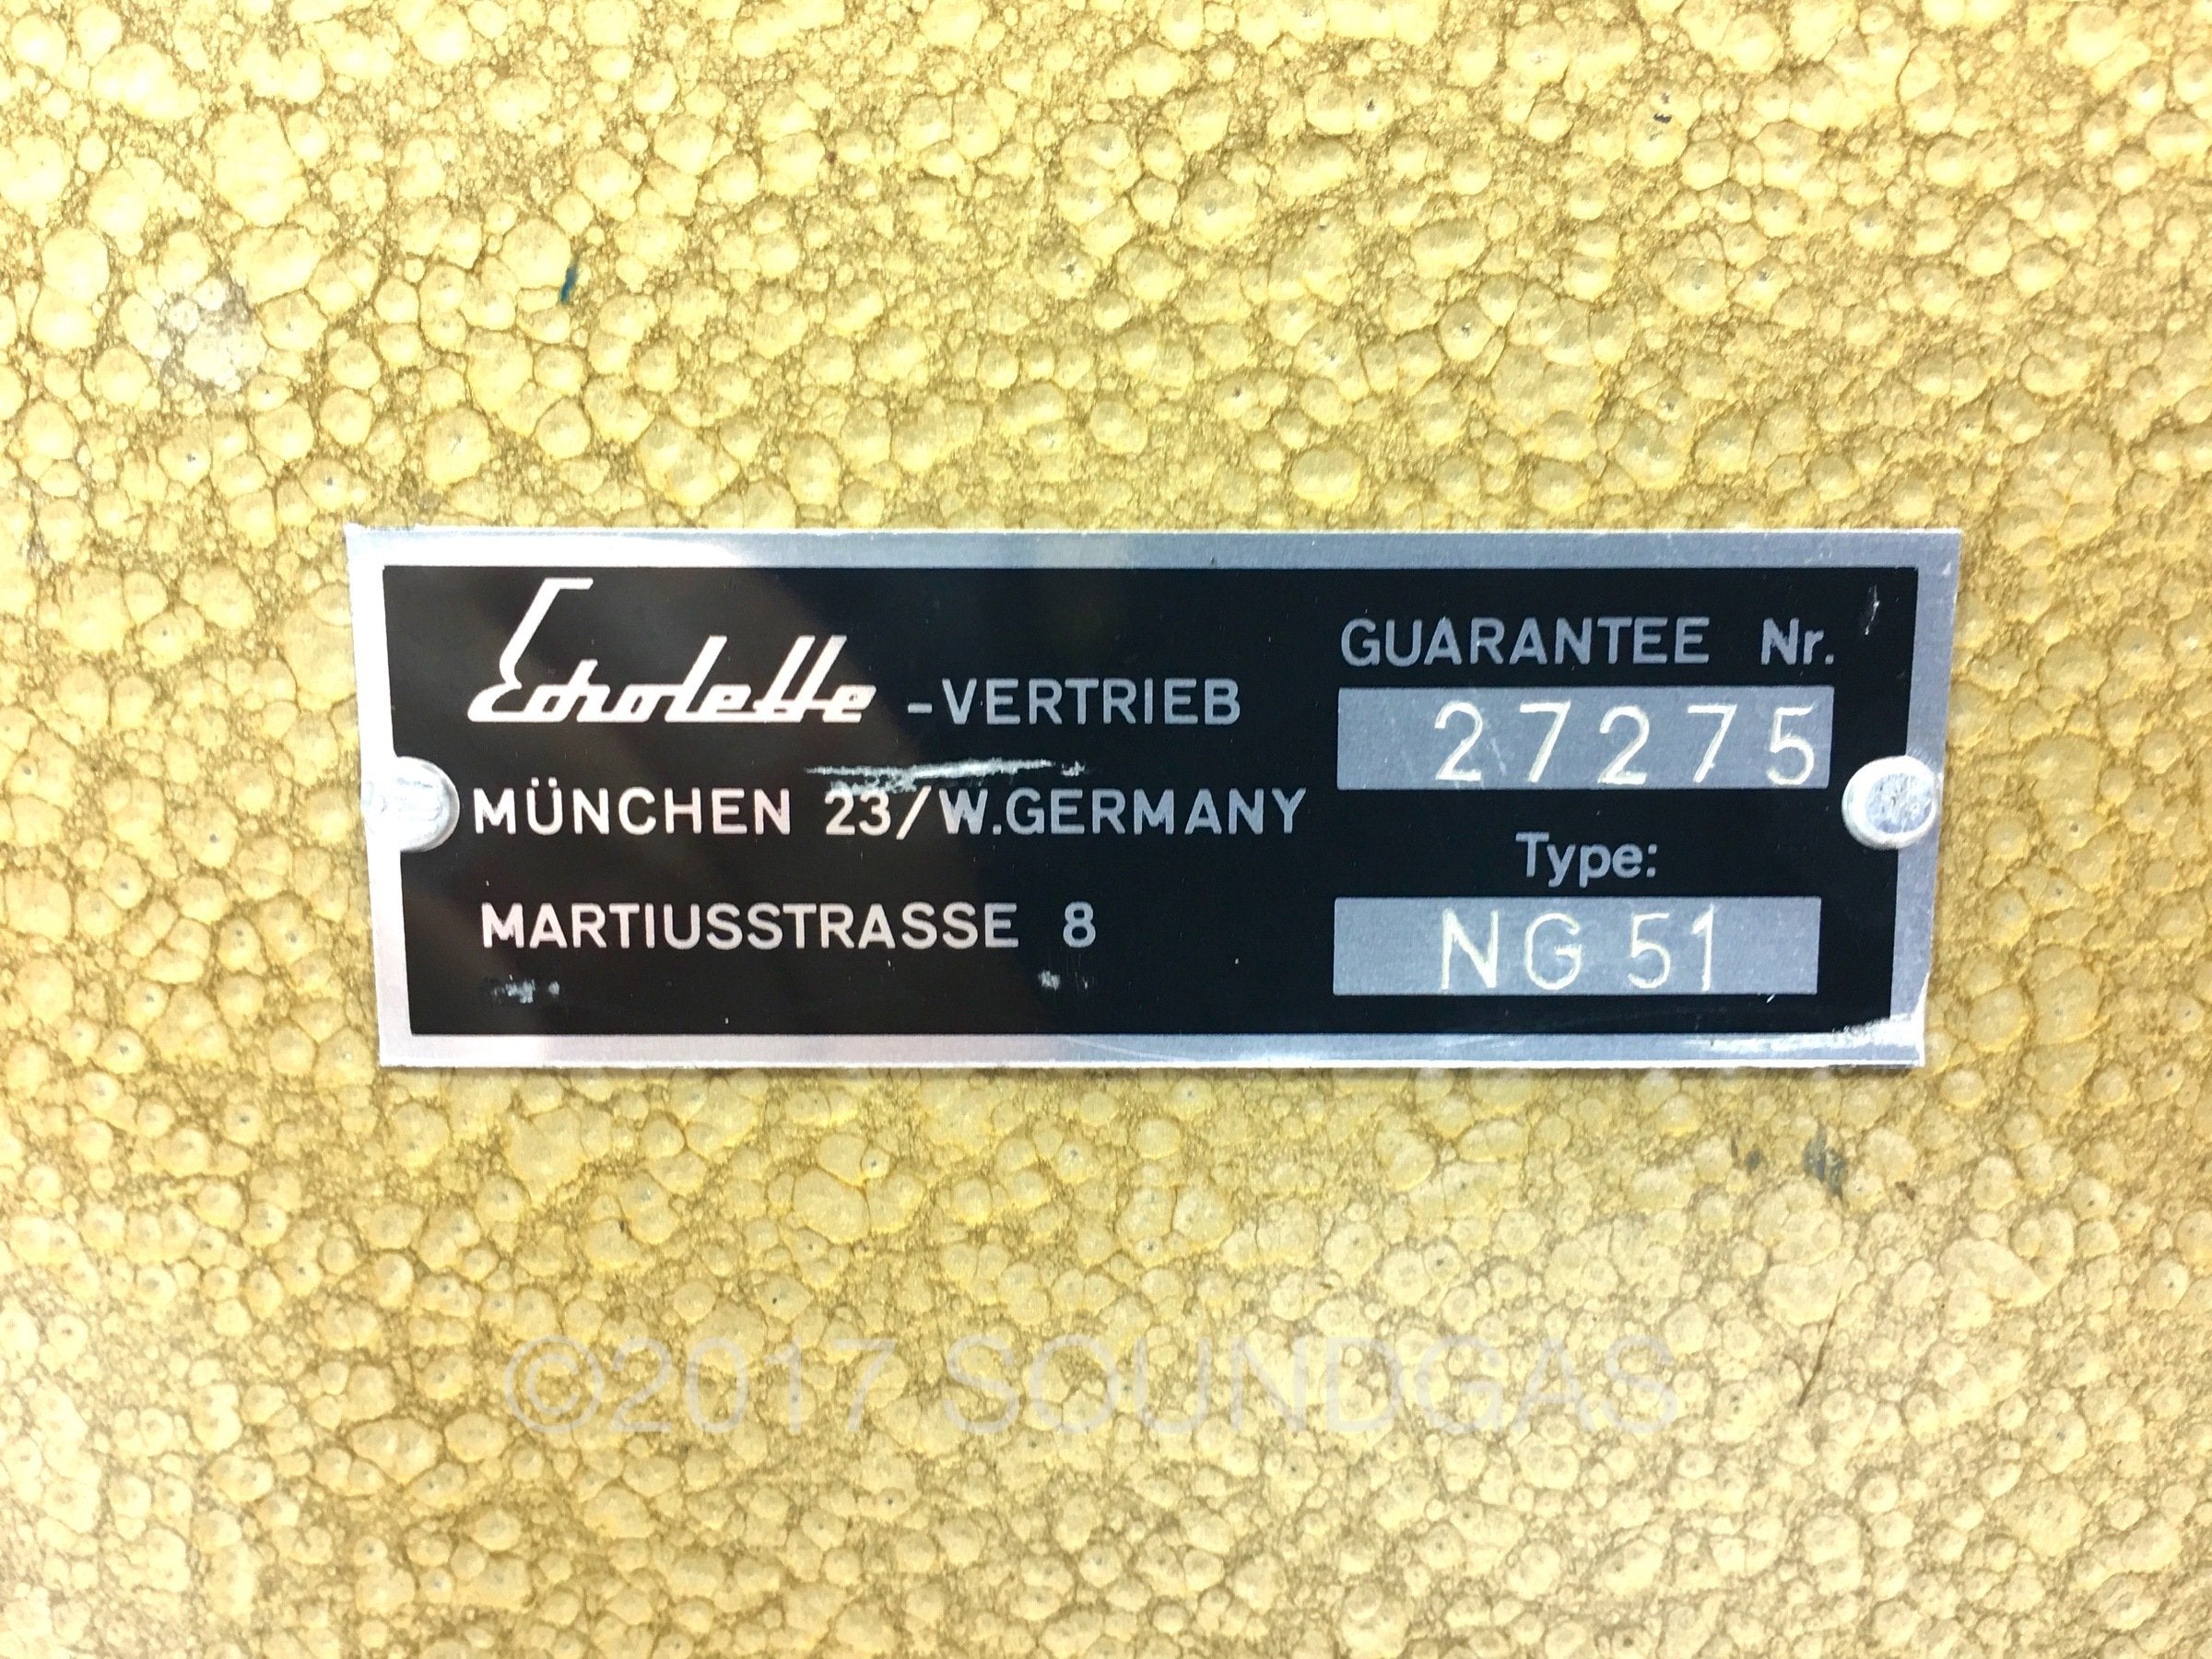 Echolette -VERTRIEB
MÜNCHEN 23/W.GERMANY
MARTIUSSTRASSE 8
GUARANTEE Nr.
27275
Type:
NG 51
©2017 SOUNDGAS